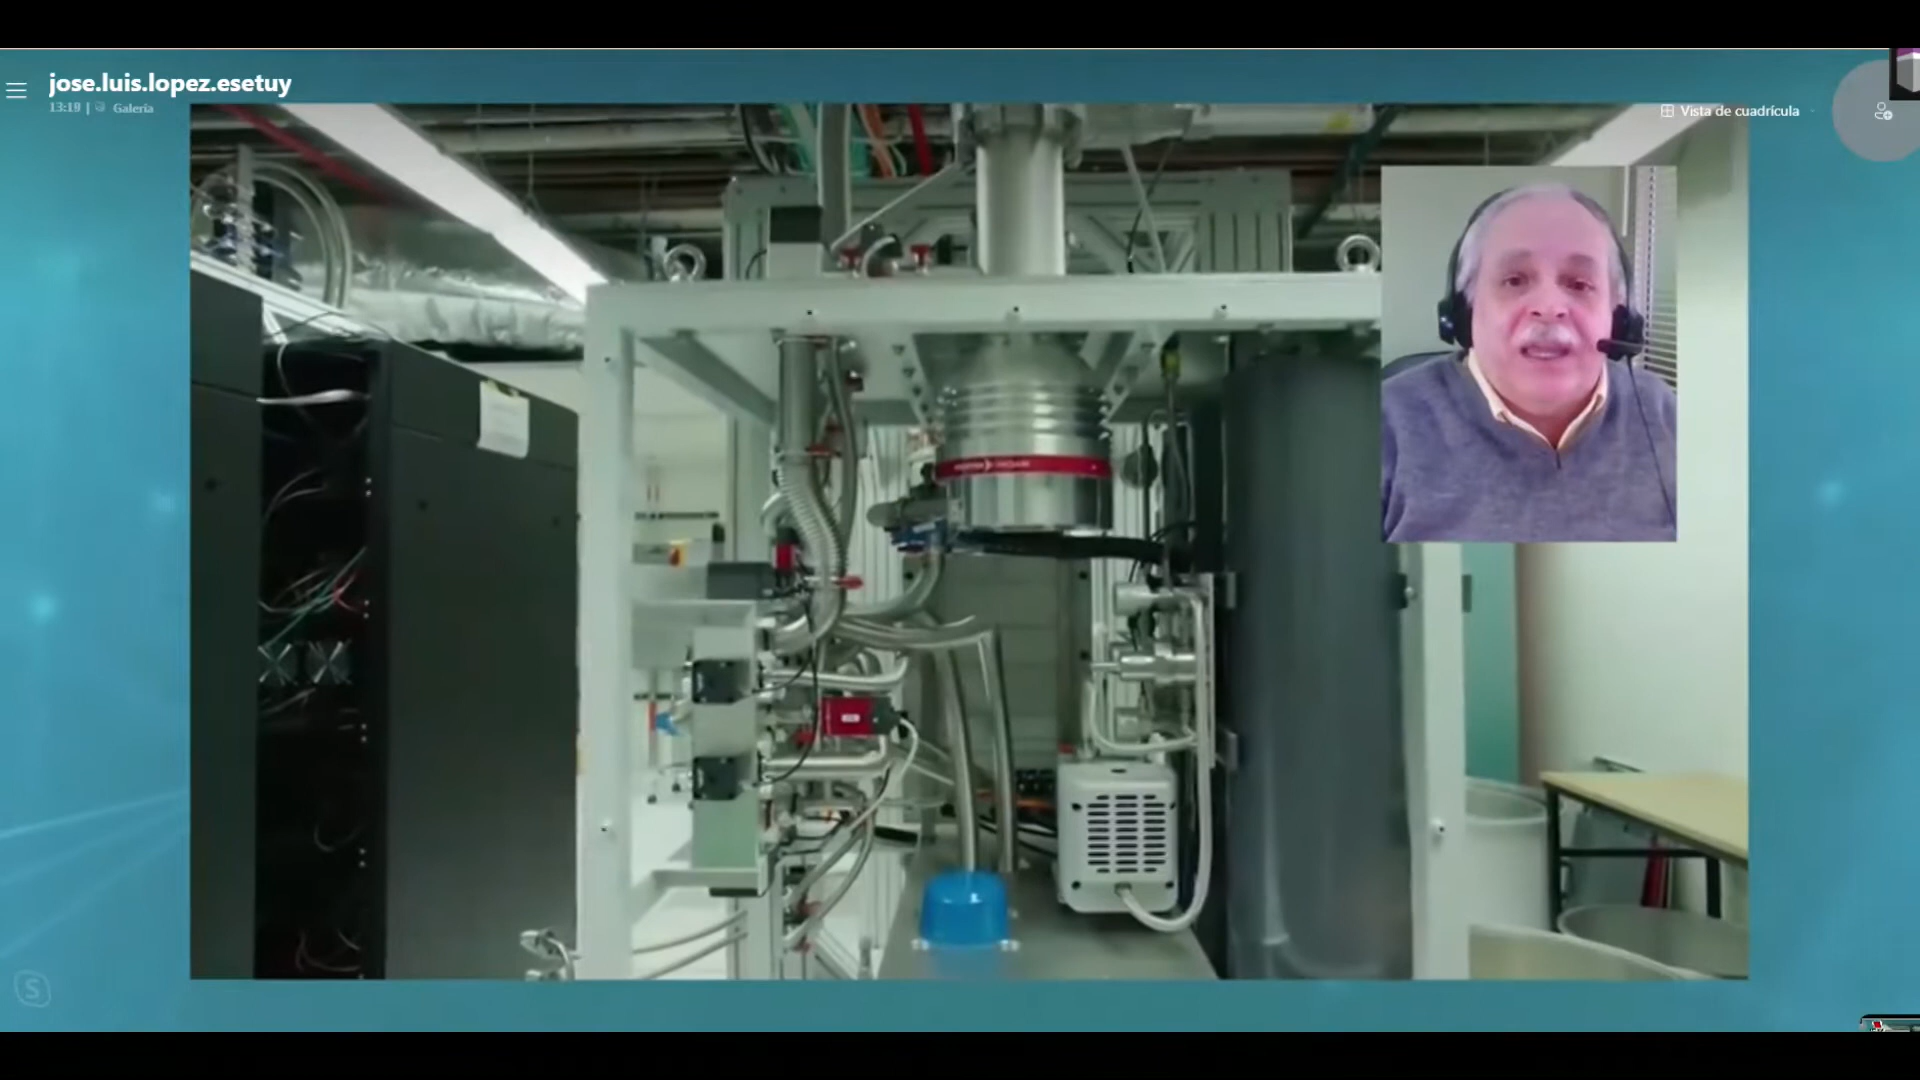 jose.luis.lopez.esetuy
13:19 | Galería
Vista de cuadrícula